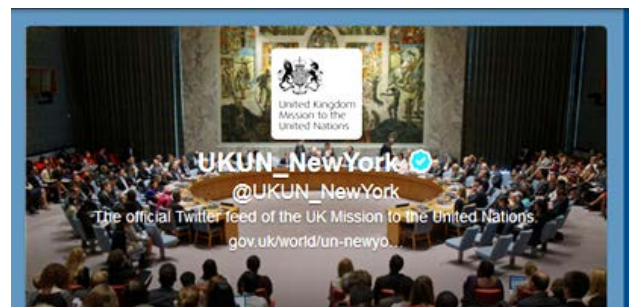 United Kingdom
Mission to the
United Nations
UKUN_NewYork
@UKUN_NewYork
The official Twitter feed of the UK Mission to the United Nations.
gov.uk/world/un-newyo...